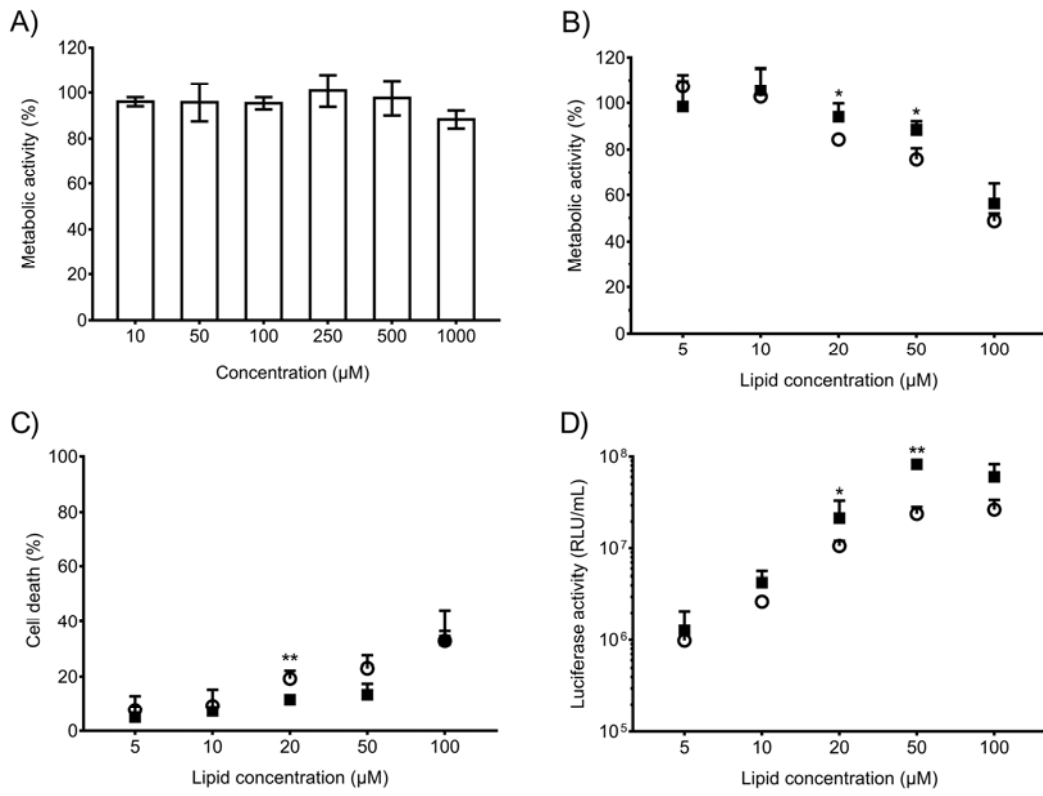 A)
Metabolic activity (%)
120
100
80
60
40
20
0
10 50 100 250 500 1000
Concentration (µM)
B)
Metabolic activity (%)
120
100
80
60
40
20
0
* *
5 10 20 50 100
Lipid concentration (µM)
C)
Cell death (%)
100
80
60
40
20
0
**
5 10 20 50 100
Lipid concentration (µM)
D)
Luciferase activity (RLU/mL)
10⁸
10⁷
10⁶
10⁵
* **
5 10 20 50 100
Lipid concentration (µM)